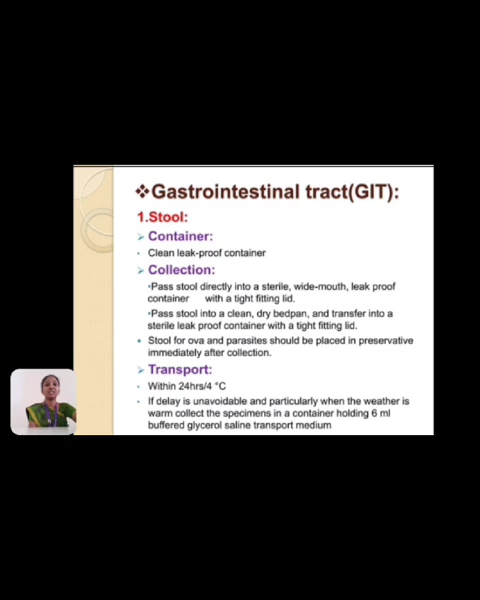 ❖Gastrointestinal tract(GIT):
1.Stool:
➢ Container:
• Clean leak-proof container
➢ Collection:
•Pass stool directly into a sterile, wide-mouth, leak proof
container with a tight fitting lid.
•Pass stool into a clean, dry bedpan, and transfer into a
sterile leak proof container with a tight fitting lid.
• Stool for ova and parasites should be placed in preservative
immediately after collection.
➢ Transport:
• Within 24hrs/4 °C
• If delay is unavoidable and particularly when the weather is
warm collect the specimens in a container holding 6 ml
buffered glycerol saline transport medium